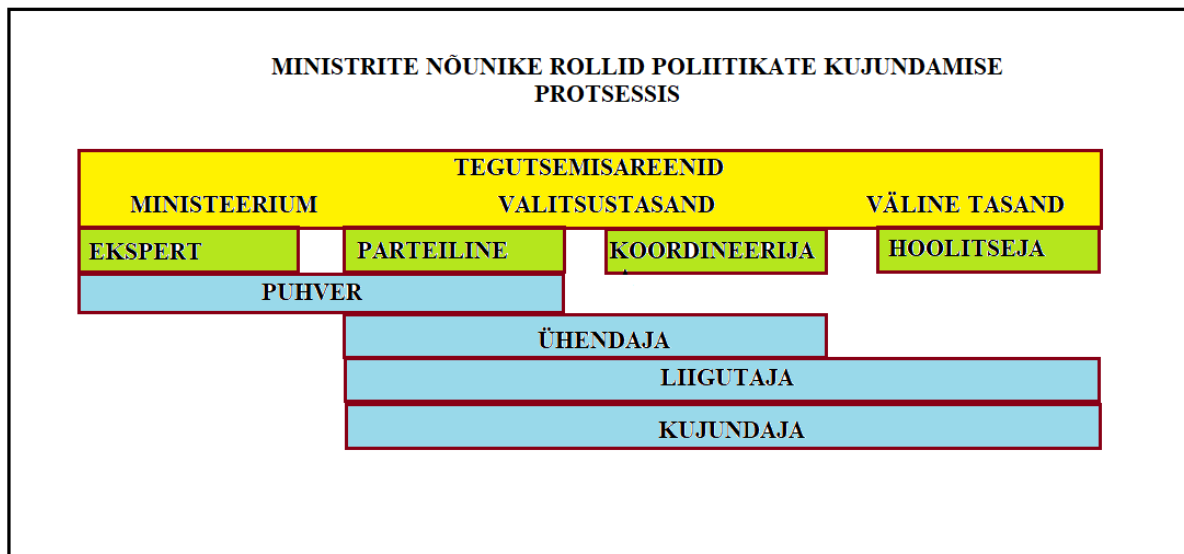 MINISTRITE NÕUNIKE ROLLID POLIITIKATE KUJUNDAMISE
PROTSESSIS
TEGUTSEMISAREENID
MINISTEERIUM VALITSUSTASAND VÄLINE TASAND
EKSPERT PARTEILINE KOORDINEERIJA HOOLITSEJA
PUHVER
ÜHENDAJA
LIIGUTAJA
KUJUNDAJA